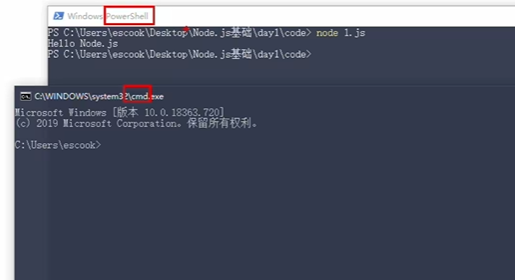 Windows PowerShell
PS C:\Users\escook\Desktop\Node.js基础\day1\code> node 1.js
Hello Node.js
PS C:\Users\escook\Desktop\Node.js基础\day1\code>
C:\WINDOWS\system32\cmd.exe
Microsoft Windows [版本 10.0.18363.720]
(c) 2019 Microsoft Corporation。保留所有权利。
C:\Users\escook>